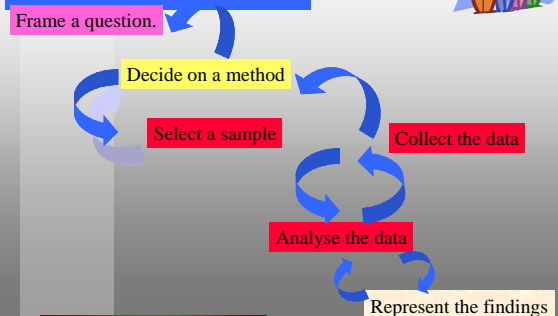 Frame a question.
Decide on a method
Select a sample
Collect the data
Analyse the data
Represent the findings